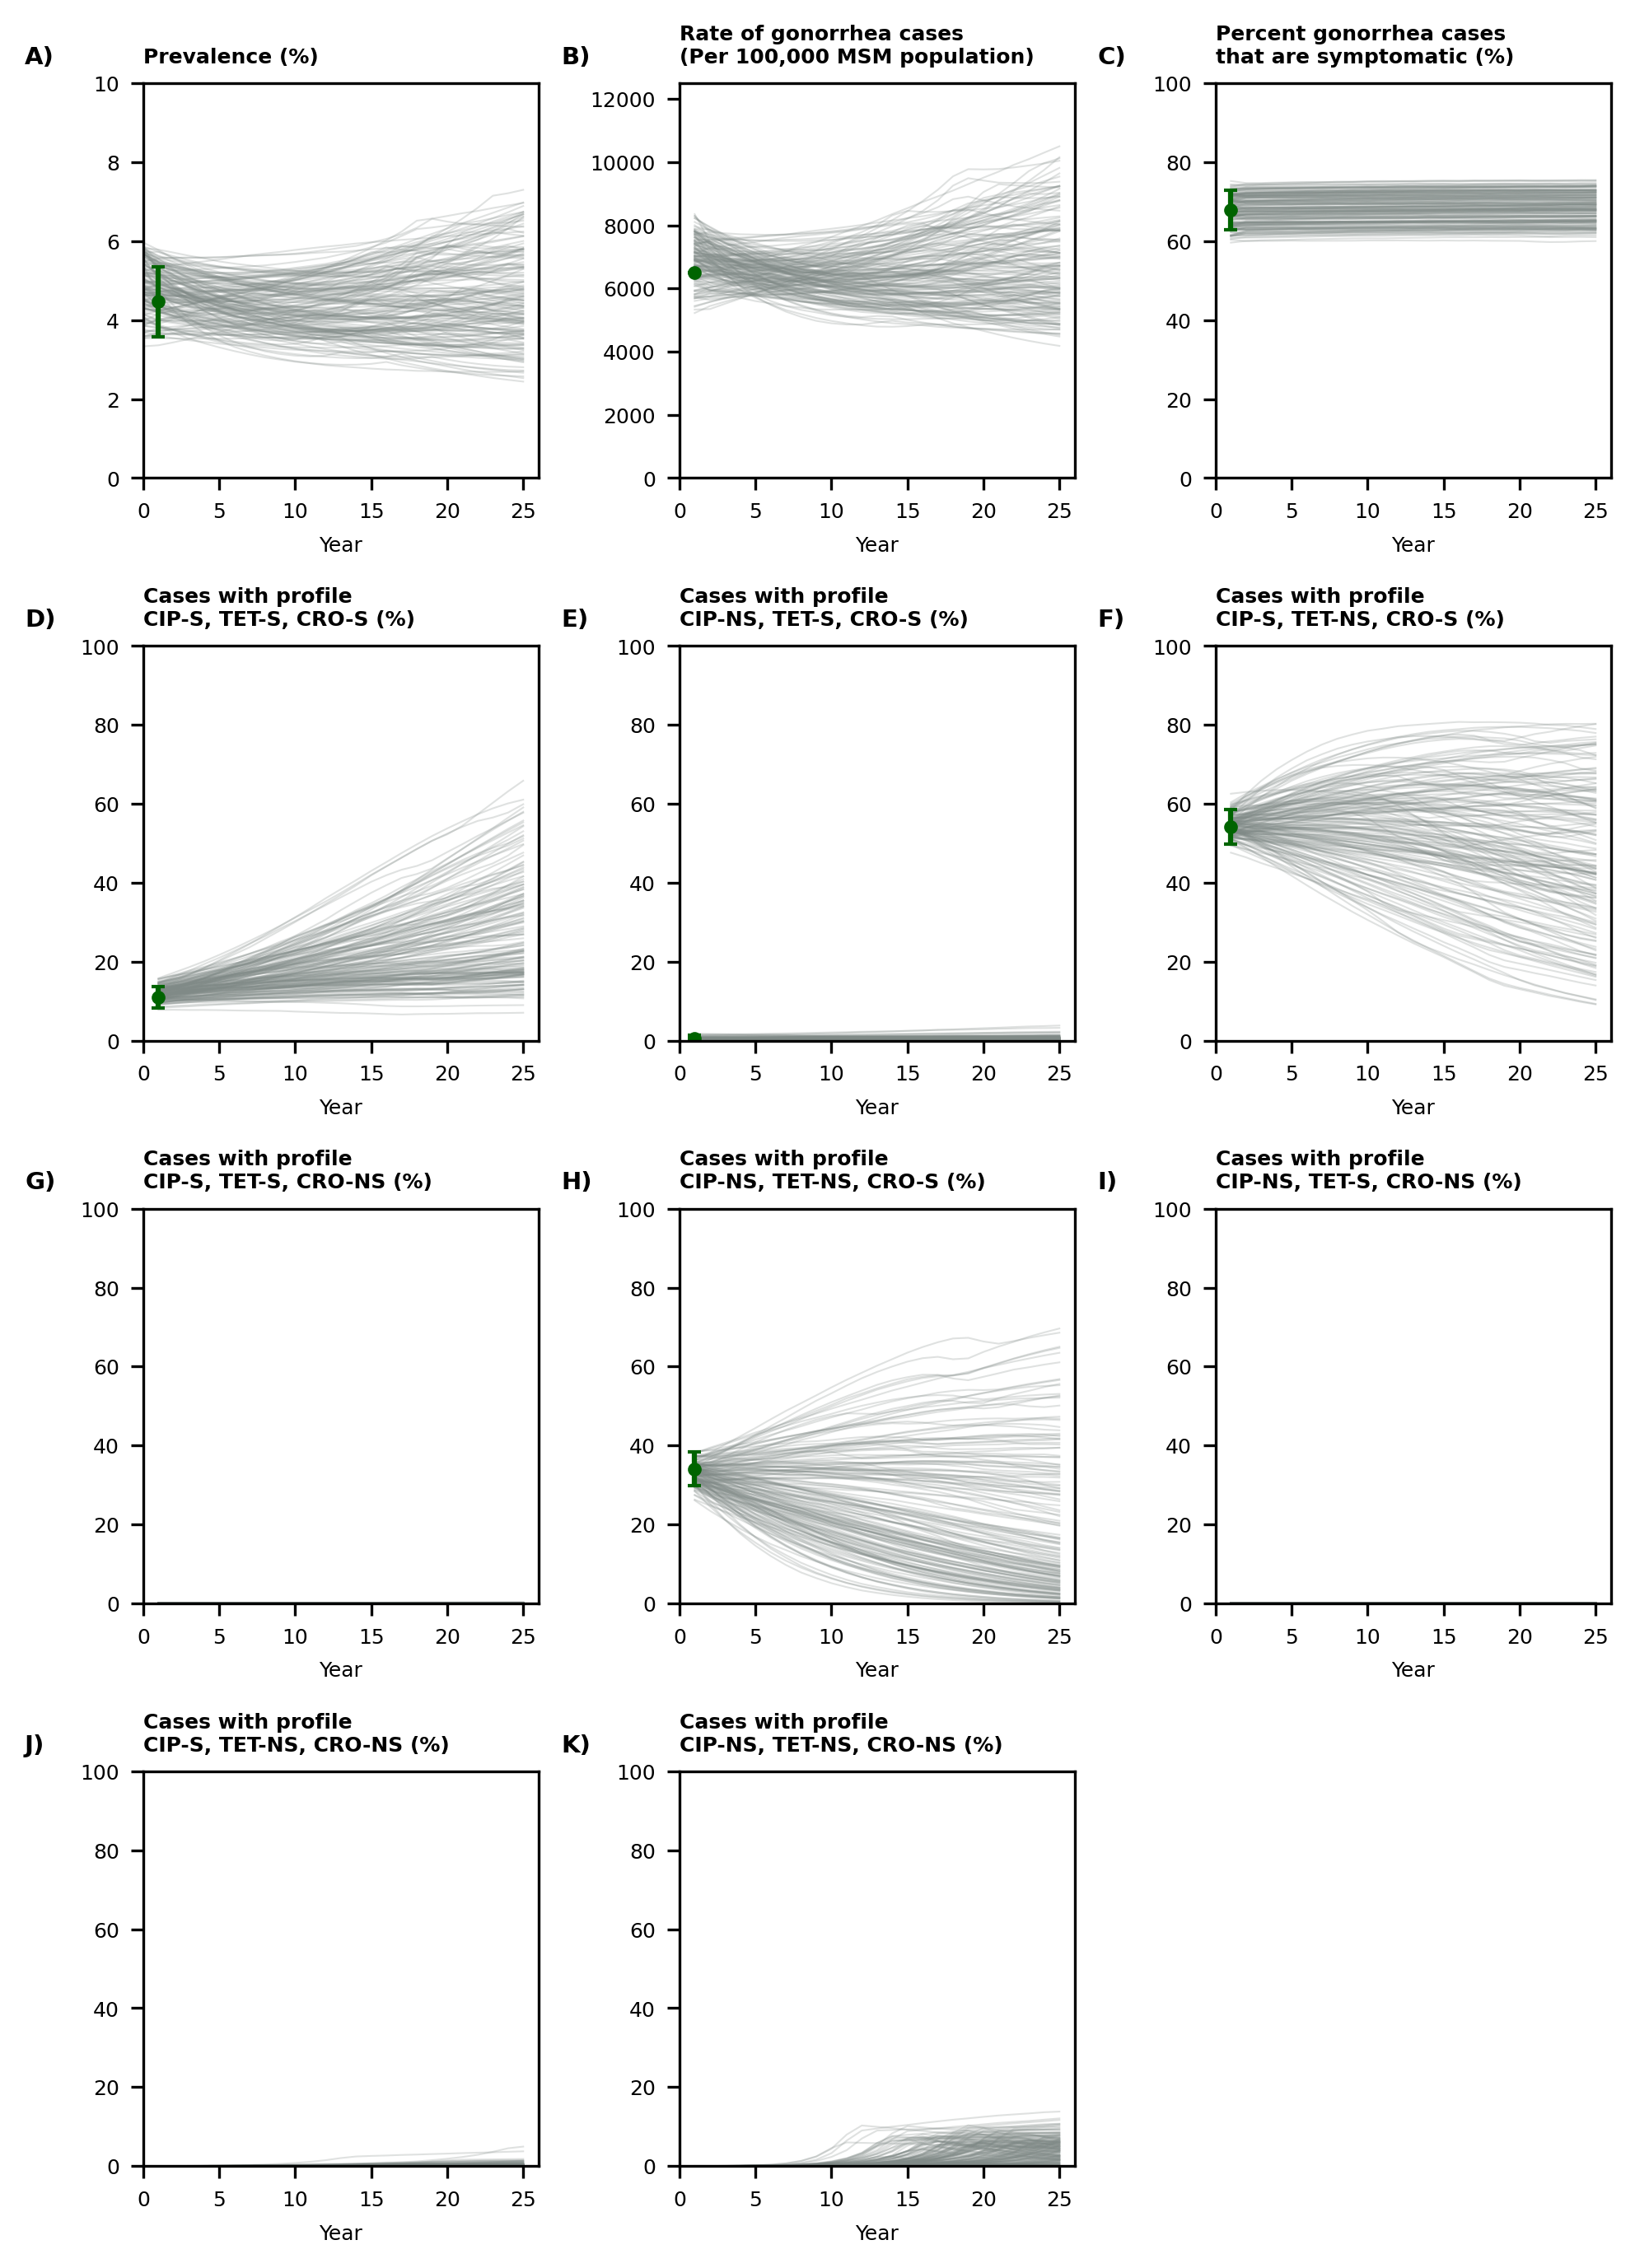 A)
Prevalence (%)
10
8
6
4
2
0
0 5 10 15 20 25
Year
B)
Rate of gonorrhea cases
(Per 100,000 MSM population)
12000
10000
8000
6000
4000
2000
0
0 5 10 15 20 25
Year
C)
Percent gonorrhea cases
that are symptomatic (%)
100
80
60
40
20
0
0 5 10 15 20 25
Year
D)
Cases with profile
CIP-S, TET-S, CRO-S (%)
100
80
60
40
20
0
0 5 10 15 20 25
Year
E)
Cases with profile
CIP-NS, TET-S, CRO-S (%)
100
80
60
40
20
0
0 5 10 15 20 25
Year
F)
Cases with profile
CIP-S, TET-NS, CRO-S (%)
100
80
60
40
20
0
0 5 10 15 20 25
Year
G)
Cases with profile
CIP-S, TET-S, CRO-NS (%)
100
80
60
40
20
0
0 5 10 15 20 25
Year
H)
Cases with profile
CIP-NS, TET-NS, CRO-S (%)
100
80
60
40
20
0
0 5 10 15 20 25
Year
I)
Cases with profile
CIP-NS, TET-S, CRO-NS (%)
100
80
60
40
20
0
0 5 10 15 20 25
Year
J)
Cases with profile
CIP-S, TET-NS, CRO-NS (%)
100
80
60
40
20
0
0 5 10 15 20 25
Year
K)
Cases with profile
CIP-NS, TET-NS, CRO-NS (%)
100
80
60
40
20
0
0 5 10 15 20 25
Year